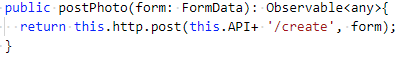 public postPhoto(form: FormData): Observable<any>{
  return this.http.post(this.API+ '/create', form);
}